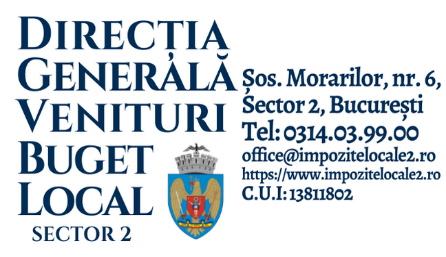 DIRECȚIA
GENERALĂ
VENITURI
BUGET
LOCAL
SECTOR 2
Șos. Morarilor, nr. 6,
Sector 2, București
Tel: 0314.03.99.00
office@impozitelocale2.ro
https://www.impozitelocale2.ro
C.U.I: 13811802